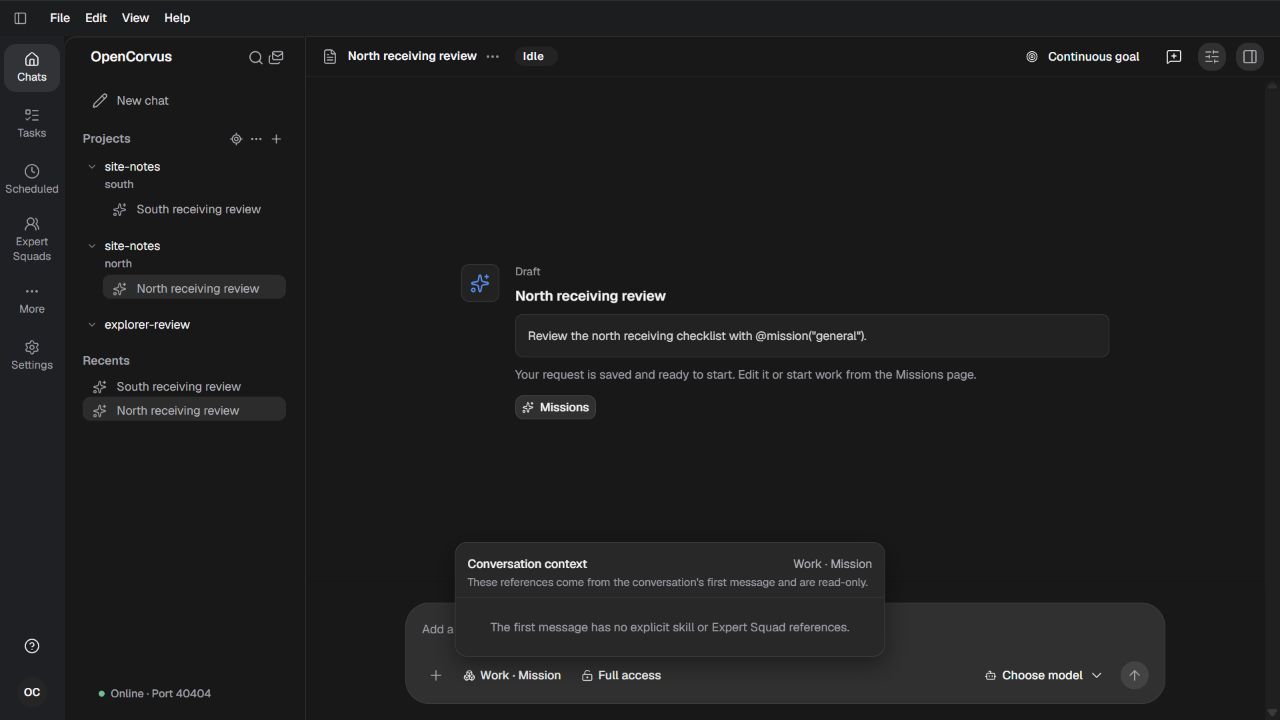 File Edit View Help
Chats
Tasks
Scheduled
Expert
Squads
More
Settings
OC
OpenCorvus
New chat
Projects
site-notes
south
South receiving review
site-notes
north
North receiving review
explorer-review
Recents
South receiving review
North receiving review
Online · Port 40404
North receiving review Idle
Continuous goal
Draft
North receiving review
Review the north receiving checklist with @mission("general").
Your request is saved and ready to start. Edit it or start work from the Missions page.
Missions
Conversation context Work · Mission
These references come from the conversation's first message and are read-only.
The first message has no explicit skill or Expert Squad references.
Add a
Work · Mission Full access Choose model